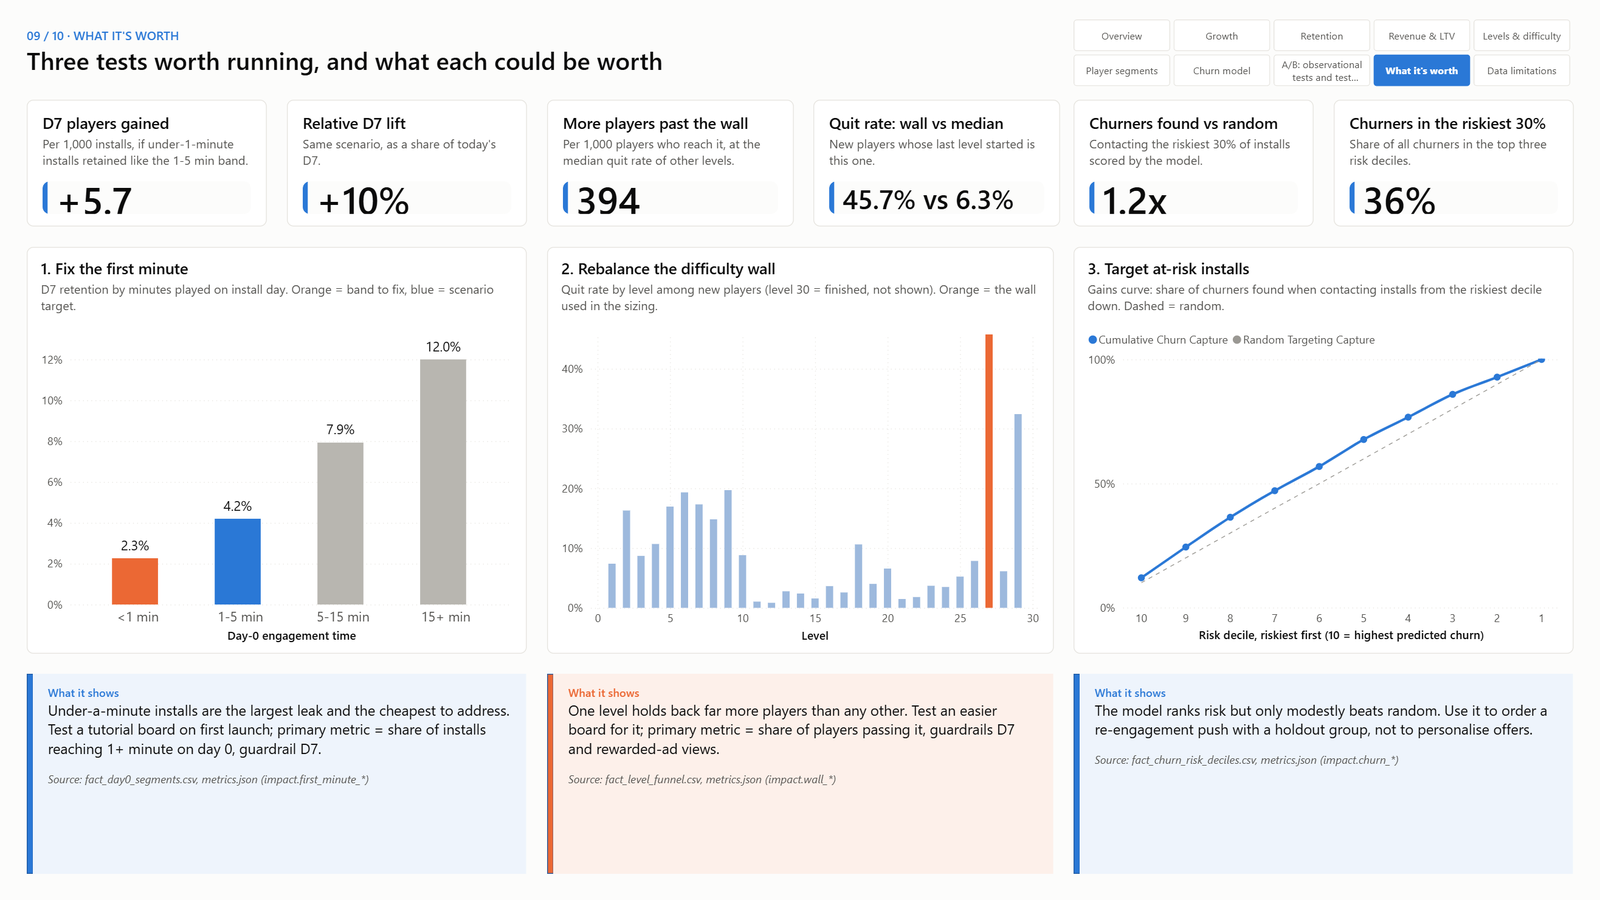 09 / 10 · WHAT IT'S WORTH
Three tests worth running, and what each could be worth
Overview
Growth
Retention
Revenue & LTV
Levels & difficulty
Player segments
Churn model
A/B: observational
tests and test...
What it's worth
Data limitations
D7 players gained
Per 1,000 installs, if under-1-minute
installs retained like the 1-5 min band.
+5.7
Relative D7 lift
Same scenario, as a share of today's
D7.
+10%
More players past the wall
Per 1,000 players who reach it, at the
median quit rate of other levels.
394
Quit rate: wall vs median
New players whose last level started is
this one.
45.7% vs 6.3%
Churners found vs random
Contacting the riskiest 30% of installs
scored by the model.
1.2x
Churners in the riskiest 30%
Share of all churners in the top three
risk deciles.
36%
1. Fix the first minute
D7 retention by minutes played on install day. Orange = band to fix, blue = scenario
target.
12%
10%
8%
6%
4%
2%
0%
2.3%
4.2%
7.9%
12.0%
<1 min
1-5 min
5-15 min
15+ min
Day-0 engagement time
2. Rebalance the difficulty wall
Quit rate by level among new players (level 30 = finished, not shown). Orange = the wall
used in the sizing.
40%
30%
20%
10%
0%
0
5
10
15
20
25
30
Level
3. Target at-risk installs
Gains curve: share of churners found when contacting installs from the riskiest decile
down. Dashed = random.
Cumulative Churn Capture
Random Targeting Capture
100%
50%
0%
10
9
8
7
6
5
4
3
2
1
Risk decile, riskiest first (10 = highest predicted churn)
What it shows
Under-a-minute installs are the largest leak and the cheapest to address.
Test a tutorial board on first launch; primary metric = share of installs
reaching 1+ minute on day 0, guardrail D7.
Source: fact_day0_segments.csv, metrics.json (impact.first_minute_*)
What it shows
One level holds back far more players than any other. Test an easier
board for it; primary metric = share of players passing it, guardrails D7
and rewarded-ad views.
Source: fact_level_funnel.csv, metrics.json (impact.wall_*)
What it shows
The model ranks risk but only modestly beats random. Use it to order a
re-engagement push with a holdout group, not to personalise offers.
Source: fact_churn_risk_deciles.csv, metrics.json (impact.churn_*)